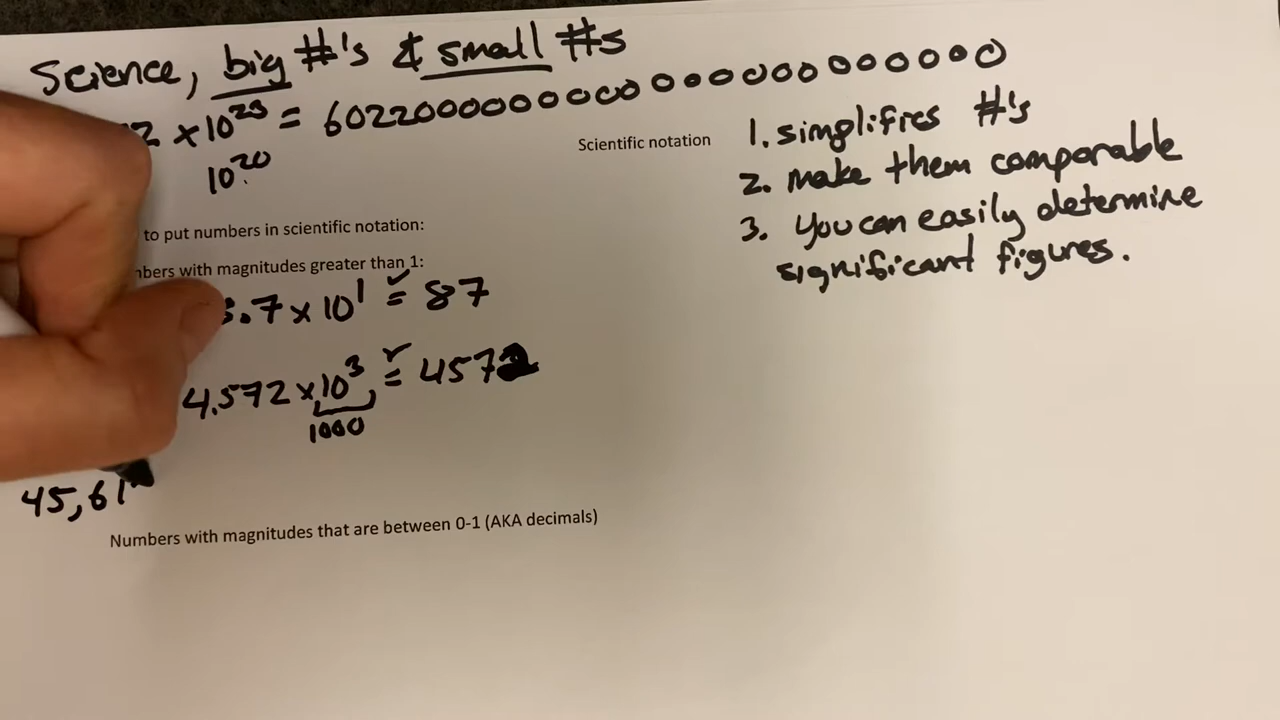 Science, big #'s & small #s
2 x 10²³ = 602200000000000000000000
10²⁰
Scientific notation
1. simplifies #'s
2. make them comparable
3. You can easily determine
significant figures.
to put numbers in scientific notation:
with magnitudes greater than 1:
.7 x 10¹ = 87
4.572 x 10³ = 4572
1000
45,61
Numbers with magnitudes that are between 0-1 (AKA decimals)